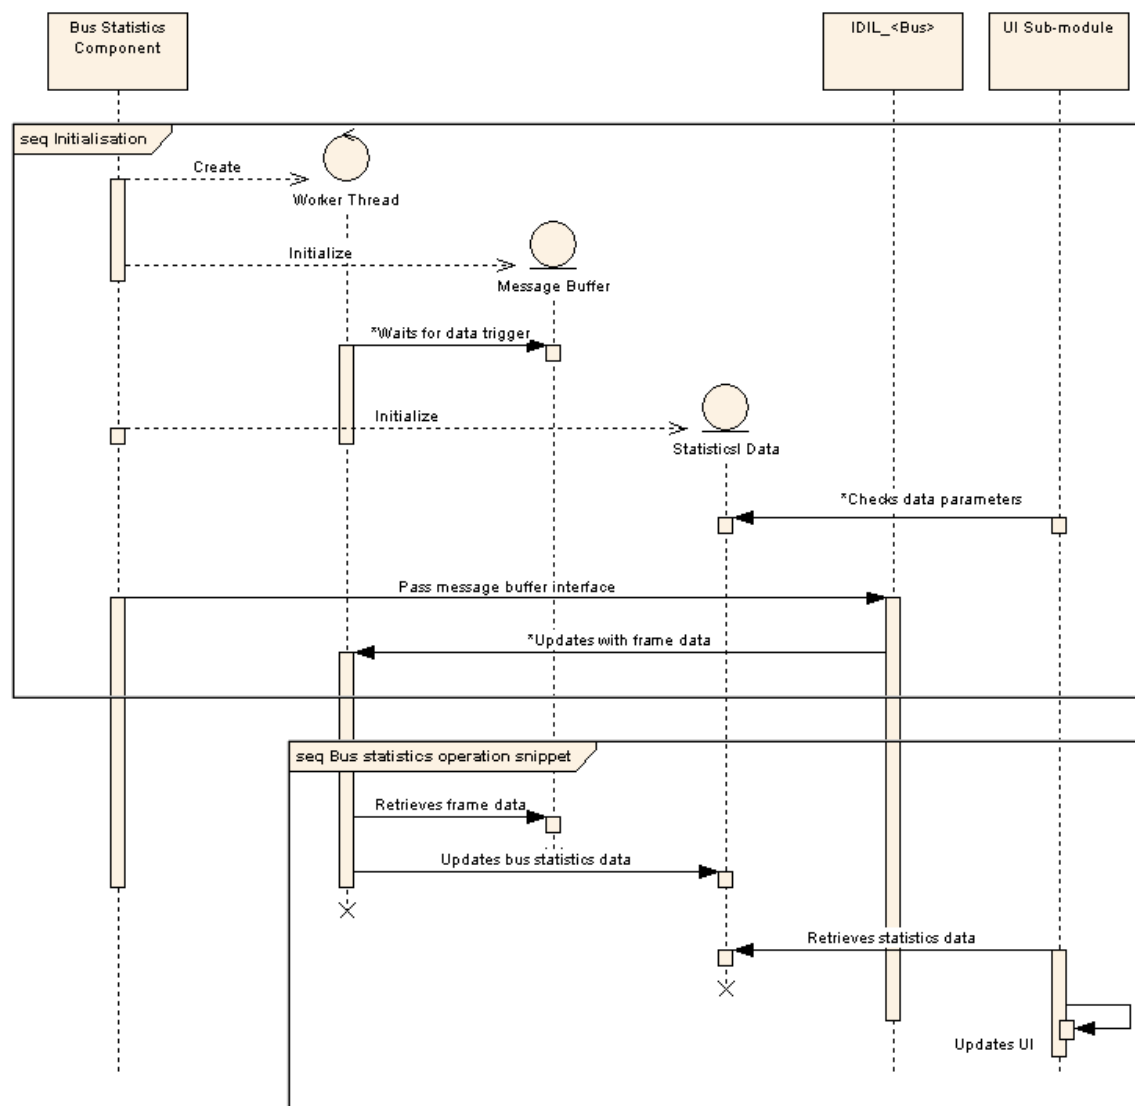 Bus Statistics
Component
IDIL_<Bus>
UI Sub-module
seq Initialisation
Create
Worker Thread
Initialize
Message Buffer
*Waits for data trigger
Initialize
Statisticsl Data
*Checks data parameters
Pass message buffer interface
*Updates with frame data
seq Bus statistics operation snippet
Retrieves frame data
Updates bus statistics data
Retrieves statistics data
Updates UI